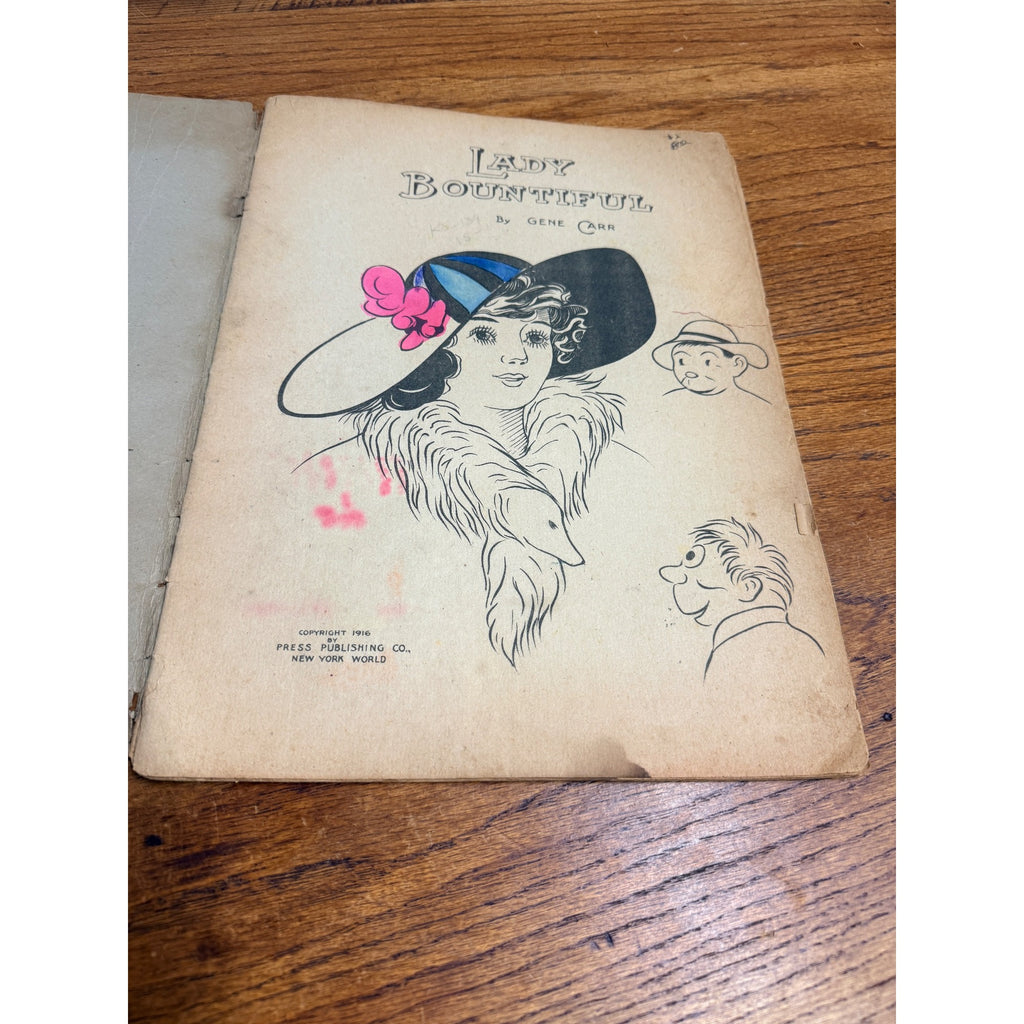 LADY
BOUNTIFUL
By GENE CARR
COPYRIGHT 1916
BY
PRESS PUBLISHING CO.,
NEW YORK WORLD